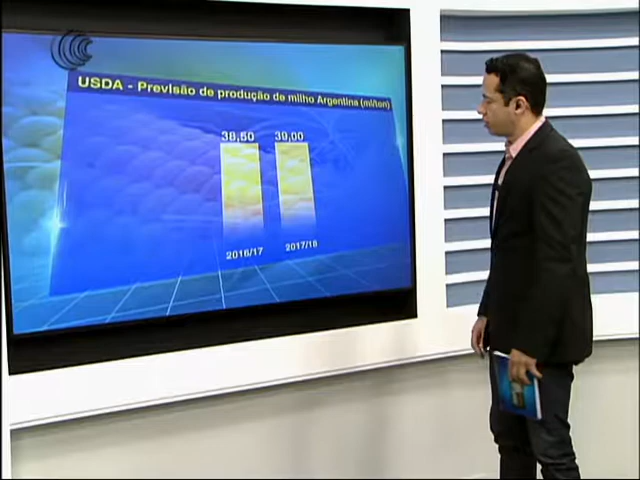 USDA - Previsão de produção de milho Argentina (mi/ton)
38,50 39,00
2016/17 2017/18